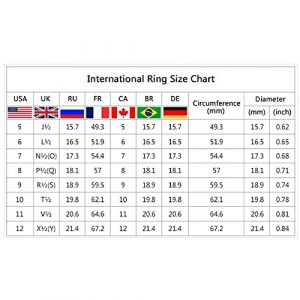 International Ring Size Chart
USA UK RU FR CA BR DE Circumference (mm) Diameter
(mm) (inch)
5 J½ 15.7 49.3 5 15.7 15.7 49.3 15.7 0.62
6 L½ 16.5 51.9 6 16.5 16.5 51.9 16.5 0.65
7 N½(O) 17.3 54.4 7 17.3 17.3 54.4 17.3 0.68
8 P½(Q) 18.1 57 8 18.1 18.1 57 18.1 0.71
9 R½(S) 18.9 59.5 9 18.9 18.9 59.5 18.9 0.74
10 T½ 19.8 62.1 10 19.8 19.8 62.1 19.8 0.78
11 V½ 20.6 64.6 11 20.6 20.6 64.6 20.6 0.81
12 X½(Y) 21.4 67.2 12 21.4 21.4 67.2 21.4 0.84